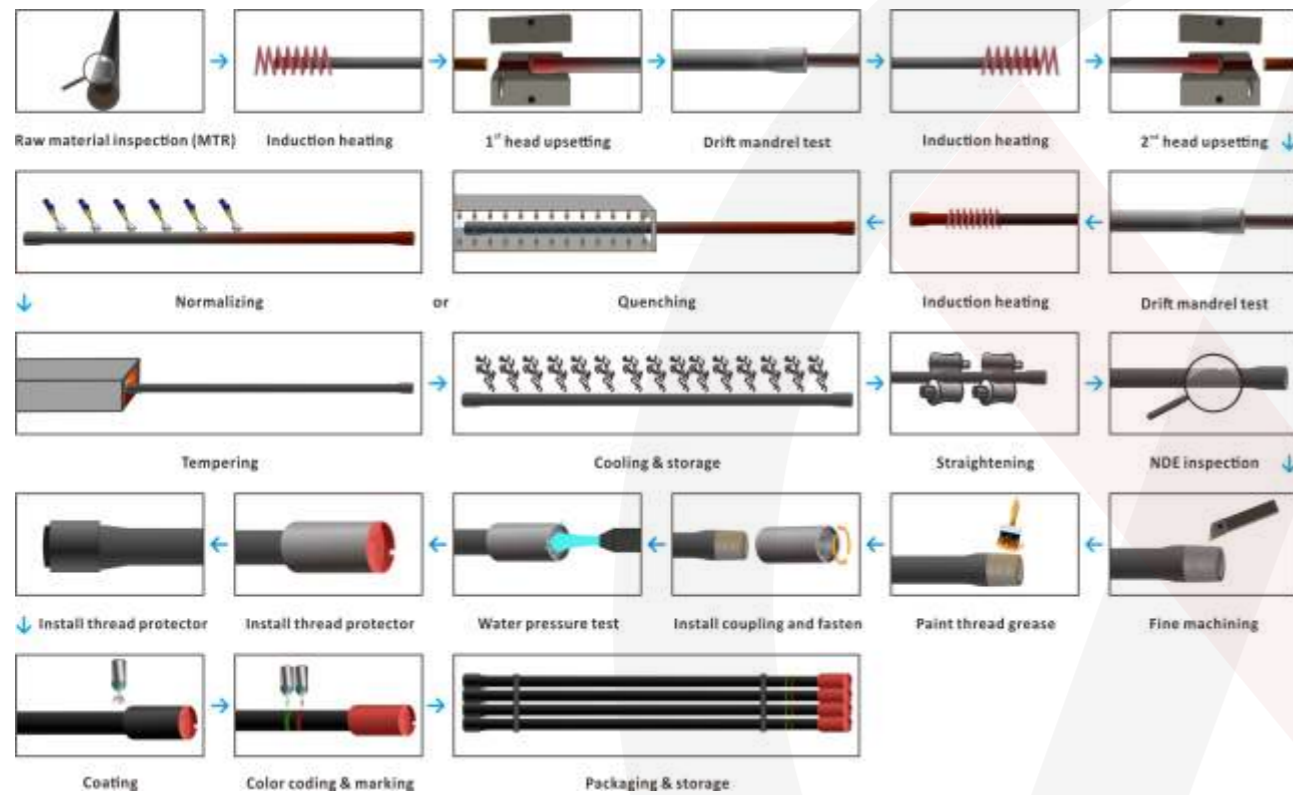 Raw material inspection (MTR) Induction heating 1st head upsetting Drift mandrel test Induction heating 2nd head upsetting
Normalizing or Quenching Induction heating Drift mandrel test
Tempering Cooling & storage Straightening NDE inspection
Install thread protector Install thread protector Water pressure test Install coupling and fasten Paint thread grease Fine machining
Coating Color coding & marking Packaging & storage